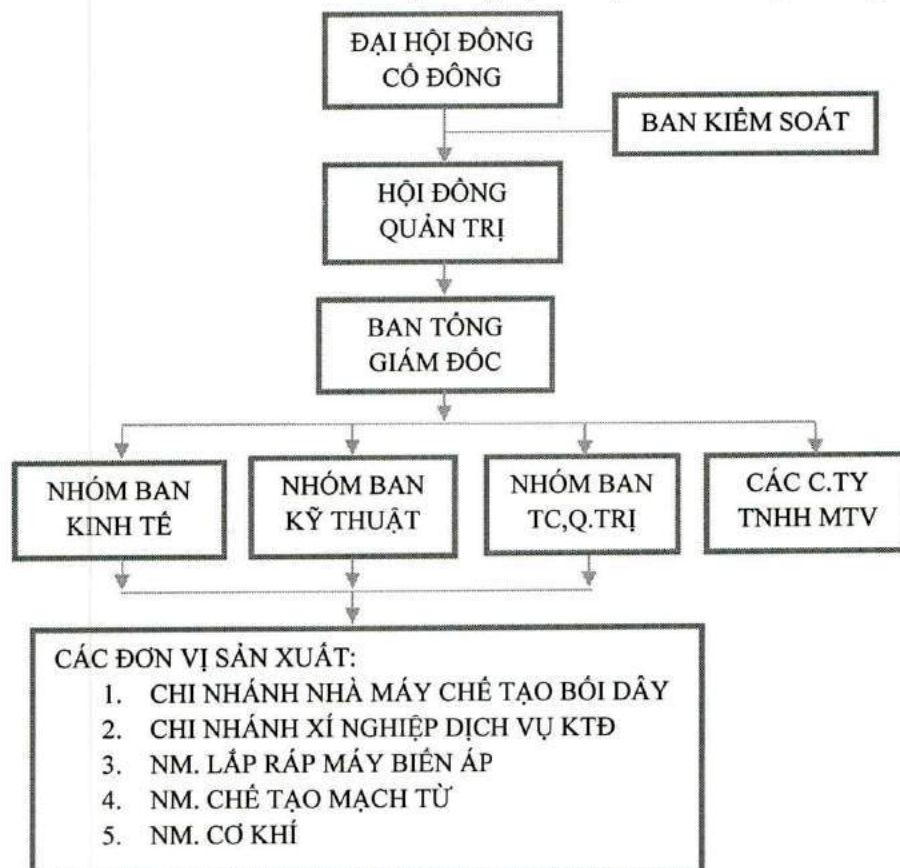 ĐẠI HỘI ĐỒNG
CỔ ĐÔNG
BAN KIỂM SOÁT
HỘI ĐỒNG
QUẢN TRỊ
BAN TỔNG
GIÁM ĐỐC
NHÓM BAN
KINH TẾ
NHÓM BAN
KỸ THUẬT
NHÓM BAN
TC,Q.TRỊ
CÁC C.TY
TNHH MTV
CÁC ĐƠN VỊ SẢN XUẤT:
1. CHI NHÁNH NHÀ MÁY CHẾ TẠO BỐI DÂY
2. CHI NHÁNH XÍ NGHIỆP DỊCH VỤ KTĐ
3. NM. LẮP RÁP MÁY BIẾN ÁP
4. NM. CHẾ TẠO MẠCH TỪ
5. NM. CƠ KHÍ